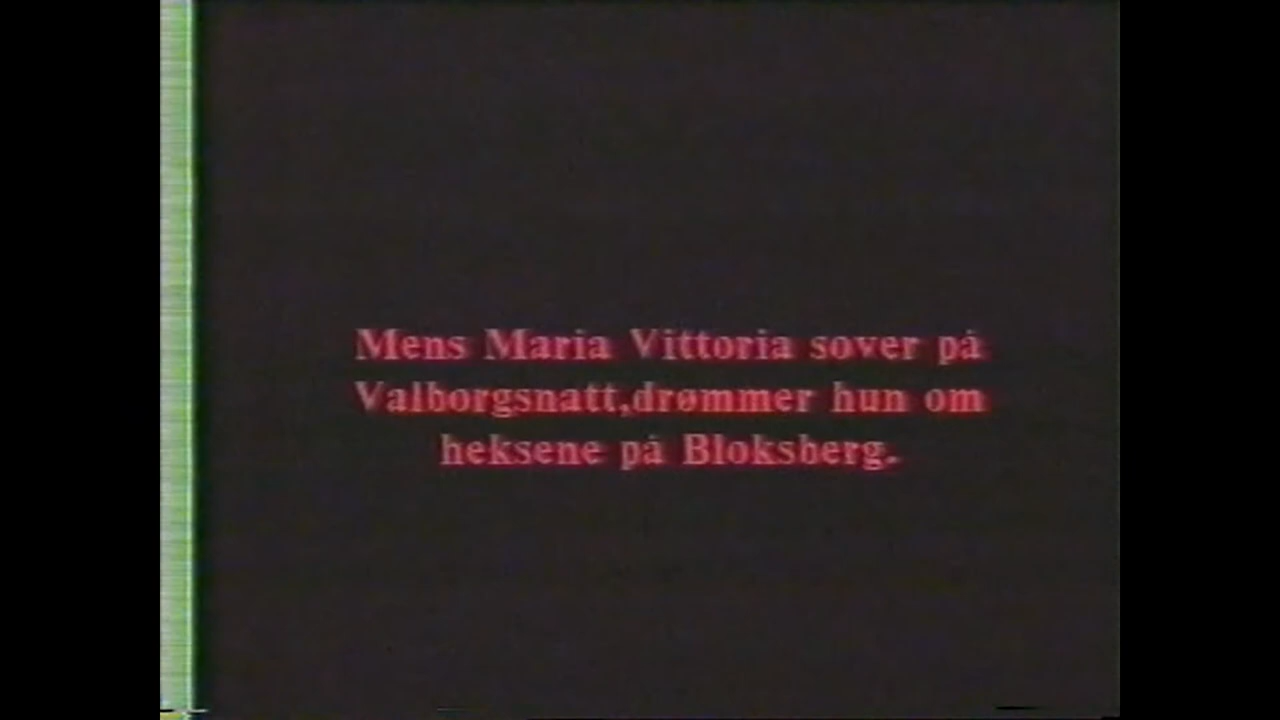 Mens Maria Vittoria sover på
Valborgsnatt,drømmer hun om
heksene på Bloksberg.